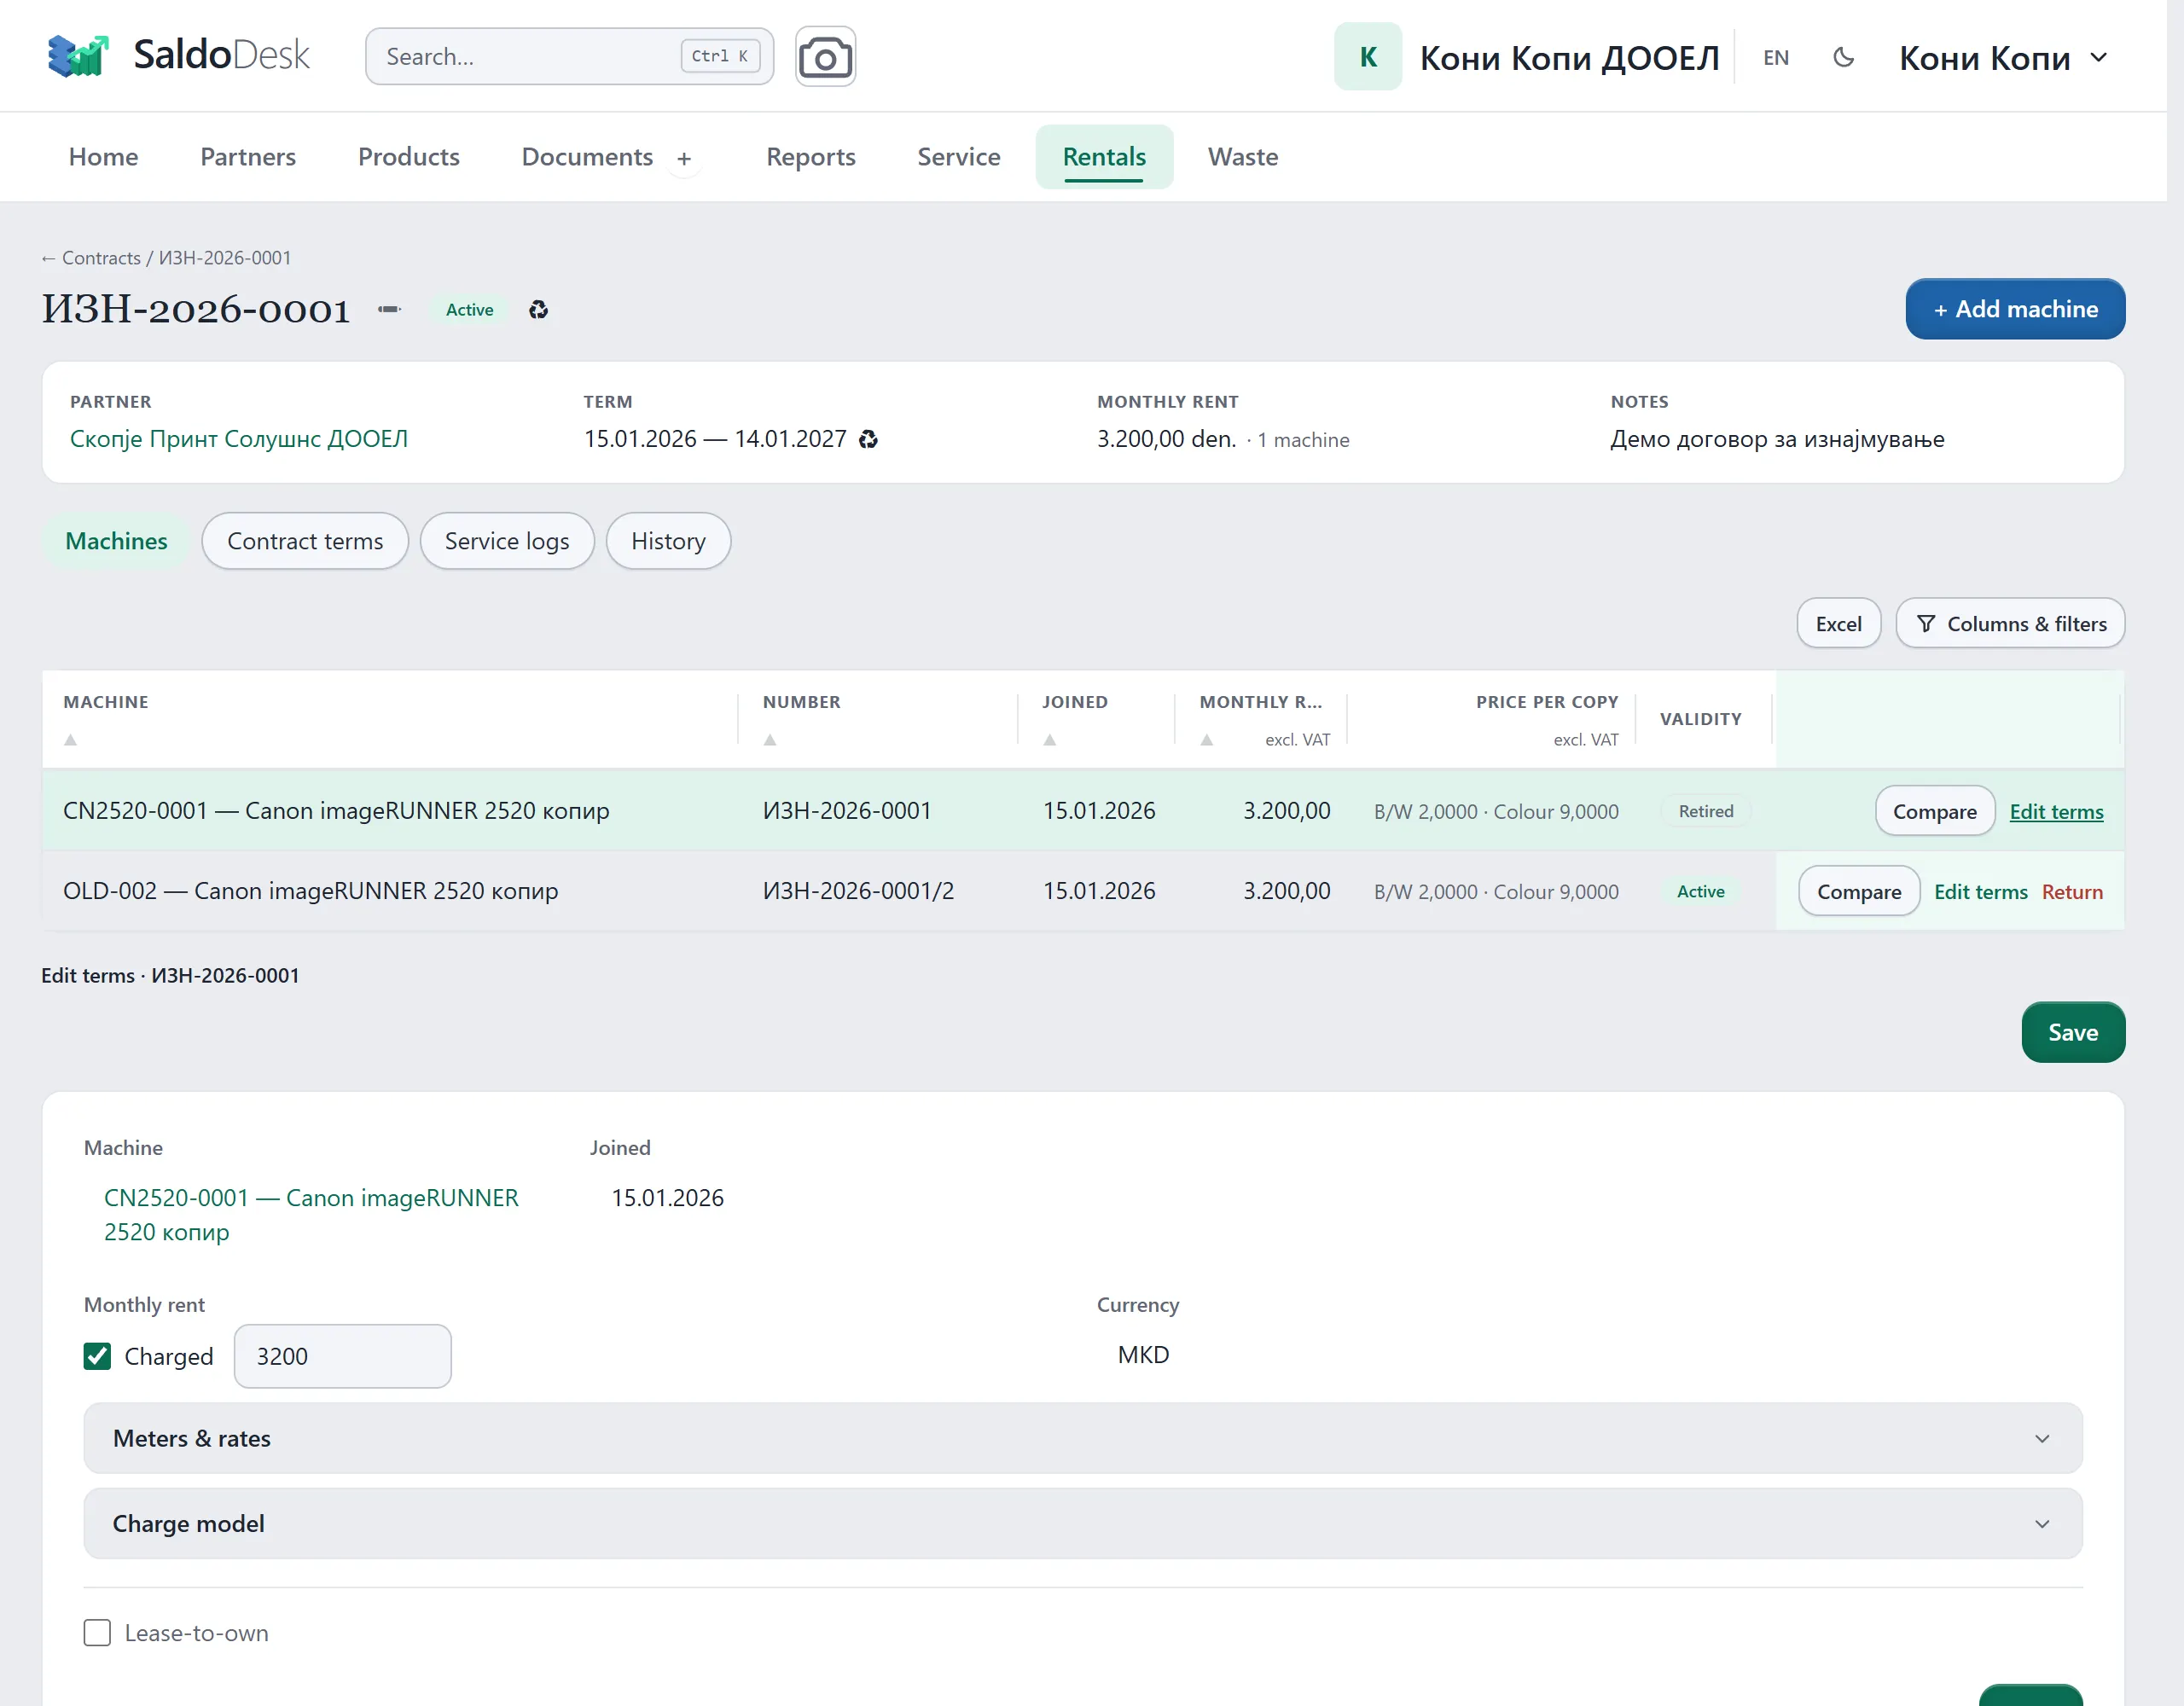 SaldoDesk
Search...
Ctrl K
K
Кони Копи ДООЕЛ
EN
Кони Копи
Home
Partners
Products
Documents
+
Reports
Service
Rentals
Waste
← Contracts / ИЗН-2026-0001
ИЗН-2026-0001
Active
+ Add machine
PARTNER
TERM
MONTHLY RENT
NOTES
Скопје Принт Солушнс ДООЕЛ
15.01.2026 — 14.01.2027
3.200,00 den. · 1 machine
Демо договор за изнајмување
Machines
Contract terms
Service logs
History
Excel
Columns & filters
MACHINE
NUMBER
JOINED
MONTHLY R...
excl. VAT
PRICE PER COPY
excl. VAT
VALIDITY
CN2520-0001 — Canon imageRUNNER 2520 копир
ИЗН-2026-0001
15.01.2026
3.200,00
B/W 2,0000 · Colour 9,0000
Retired
Compare
Edit terms
OLD-002 — Canon imageRUNNER 2520 копир
ИЗН-2026-0001/2
15.01.2026
3.200,00
B/W 2,0000 · Colour 9,0000
Active
Compare
Edit terms
Return
Edit terms · ИЗН-2026-0001
Save
Machine
Joined
CN2520-0001 — Canon imageRUNNER
2520 копир
15.01.2026
Monthly rent
Currency
Charged
3200
MKD
Meters & rates
Charge model
Lease-to-own